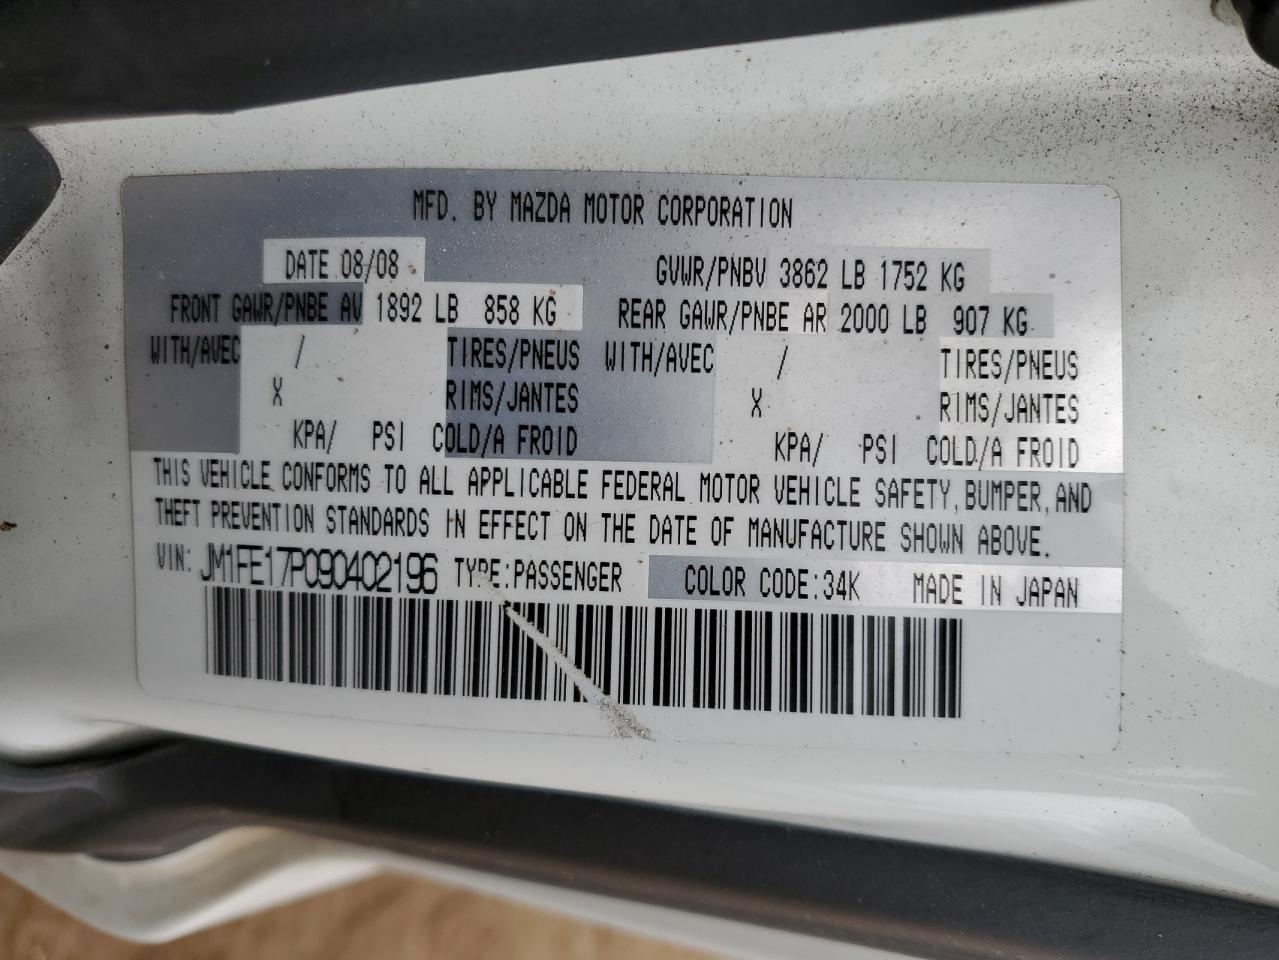 MFD. BY MAZDA MOTOR CORPORATION
DATE 08/08 GVWR/PNBV 3862 LB 1752 KG
FRONT GAWR/PNBE AV 1892 LB 858 KG REAR GAWR/PNBE AR 2000 LB 907 KG
WITH/AVEC / TIRES/PNEUS WITH/AVEC / TIRES/PNEUS
X RIMS/JANTES X RIMS/JANTES
KPA/ PSI COLD/A FROID KPA/ PSI COLD/A FROID
THIS VEHICLE CONFORMS TO ALL APPLICABLE FEDERAL MOTOR VEHICLE SAFETY, BUMPER, AND
THEFT PREVENTION STANDARDS IN EFFECT ON THE DATE OF MANUFACTURE SHOWN ABOVE.
VIN: JM1FE17P090402196 TYPE:PASSENGER COLOR CODE:34K MADE IN JAPAN